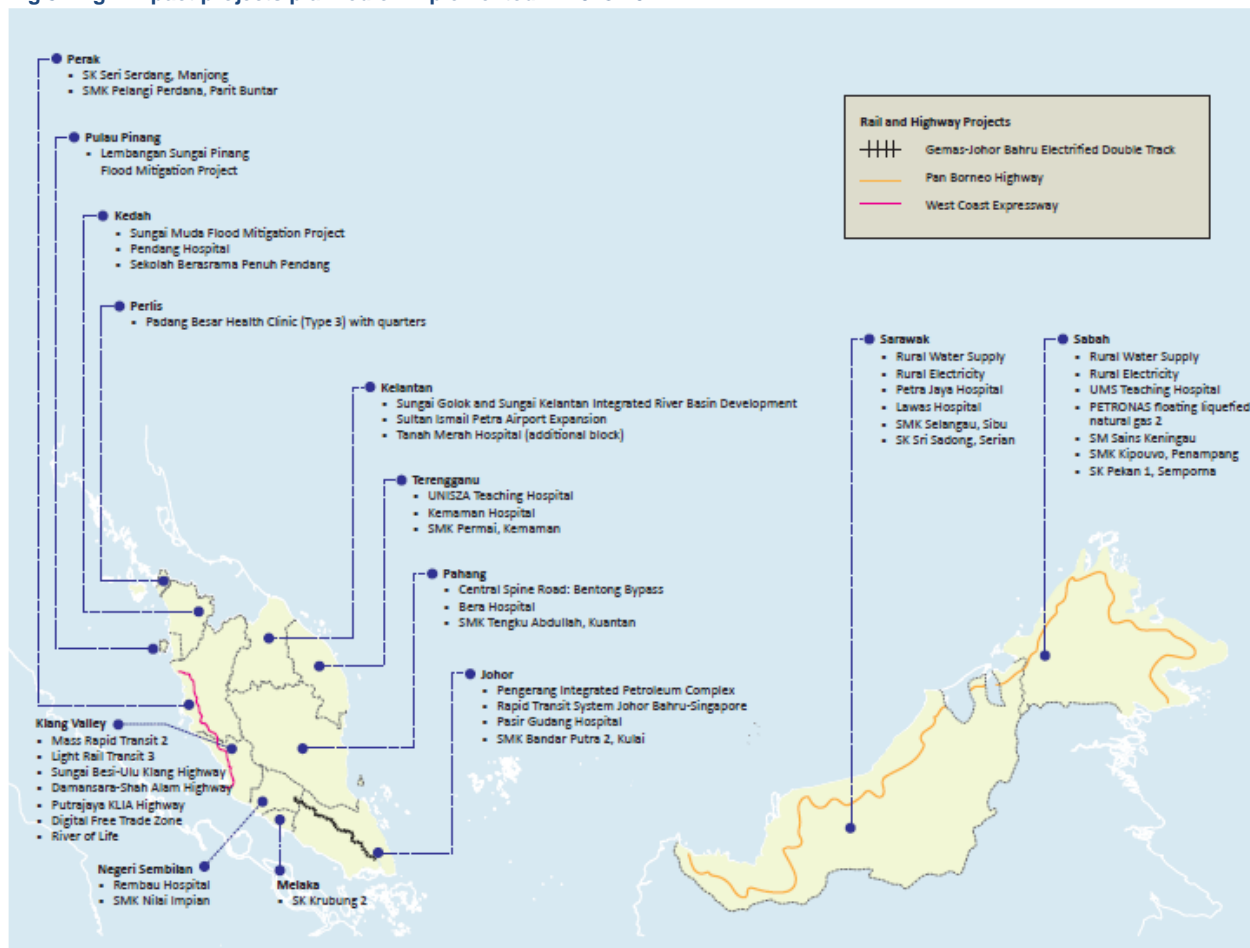 Perak
▪ SK Seri Serdang, Manjong
▪ SMK Pelangi Perdana, Parit Buntar
Pulau Pinang
▪ Lembangan Sungai Pinang
Flood Mitigation Project
Kedah
▪ Sungai Muda Flood Mitigation Project
▪ Pendang Hospital
▪ Sekolah Berasrama Penuh Pendang
Perlis
▪ Padang Besar Health Clinic (Type 3) with quarters
Kelantan
▪ Sungai Golok and Sungai Kelantan Integrated River Basin Development
▪ Sultan Ismail Petra Airport Expansion
▪ Tanah Merah Hospital (additional block)
Terengganu
▪ UNISZA Teaching Hospital
▪ Kemaman Hospital
▪ SMK Permai, Kemaman
Pahang
▪ Central Spine Road: Bentong Bypass
▪ Bera Hospital
▪ SMK Tengku Abdullah, Kuantan
Johor
▪ Pengerang Integrated Petroleum Complex
▪ Rapid Transit System Johor Bahru-Singapore
▪ Pasir Gudang Hospital
▪ SMK Bandar Putra 2, Kulai
Klang Valley
▪ Mass Rapid Transit 2
▪ Light Rail Transit 3
▪ Sungai Besi-Ulu Klang Highway
▪ Damansara-Shah Alam Highway
▪ Putrajaya KLIA Highway
▪ Digital Free Trade Zone
▪ River of Life
Negeri Sembilan
▪ Rembau Hospital
▪ SMK Nilai Impian
Melaka
▪ SK Krubung 2
Rail and Highway Projects
Gemas-Johor Bahru Electrified Double Track
Pan Borneo Highway
West Coast Expressway
Sarawak
▪ Rural Water Supply
▪ Rural Electricity
▪ Petra Jaya Hospital
▪ Lawas Hospital
▪ SMK Selangau, Sibu
▪ SK Sri Sadong, Serian
Sabah
▪ Rural Water Supply
▪ Rural Electricity
▪ UMS Teaching Hospital
▪ PETRONAS floating liquefied
natural gas 2
▪ SM Sains Keningau
▪ SMK Kipouvo, Penampang
▪ SK Pekan 1, Semporna